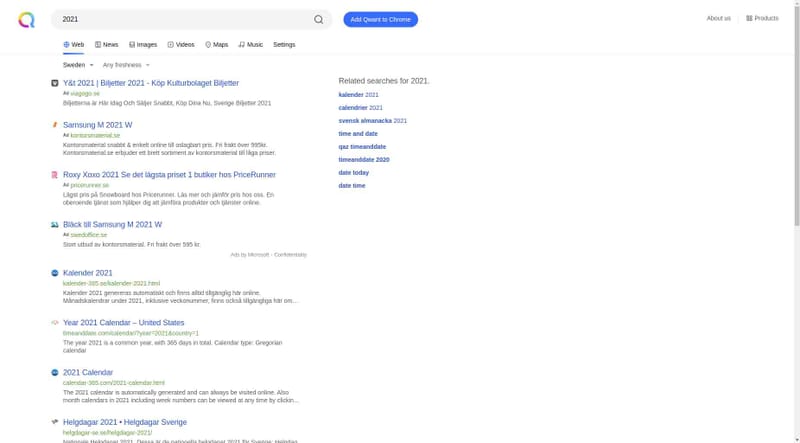 2021
Add Qwant to Chrome
About us
Products
Web
News
Images
Videos
Maps
Music
Settings
Sweden
Any freshness
Y&t 2021 | Biljetter 2021 - Köp Kulturbolaget Biljetter
Ad viagogo.se
Biljetterna är Här Idag Och Säljer Snabbt, Köp Dina Nu, Sverige Biljetter 2021
Samsung M 2021 W
Ad kontorsmaterial.se
Kontorsmaterial snabbt & enkelt online till oslagbart pris. Fri frakt över 995kr.
Kontorsmaterial.se erbjuder ett brett sortiment av kontorsmaterial till låga priser.
Roxy Xoxo 2021 Se det lägsta priset 1 butiker hos PriceRunner
Ad pricerunner.se
Lägst pris på Snowboard hos Pricerunner. Läs mer och jämför pris hos oss. En
oberoende tjänst som hjälper dig att jämföra produkter och tjänster online.
Bläck till Samsung M 2021 W
Ad swedoffice.se
Stort utbud av kontorsmaterial. Fri frakt över 595 kr.
Ads by Microsoft - Confidentiality
Kalender 2021
kalender-365.se/kalender-2021.html
Kalender 2021 genereras automatiskt och finns alltid tillgänglig här online.
Månadskalendrar under 2021, inklusive veckonummer, finns också tillgängliga här om...
Year 2021 Calendar – United States
timeanddate.com/calendar/?year=2021&country=1
The year 2021 is a common year, with 365 days in total. Calendar type: Gregorian
calendar
2021 Calendar
calendar-365.com/2021-calendar.html
The 2021 calendar is automatically generated and can always be visited online. Also
month calendars in 2021 including week numbers can be viewed at any time by clickin...
Helgdagar 2021 • Helgdagar Sverige
helgdagar-se.se/helgdagar-2021/
Nationale Helgdagar 2021. Dessa är de nationella helgdagar 2021 för Sverige: Helgdag
Related searches for 2021.
kalender 2021
calendrier 2021
svensk almanacka 2021
time and date
qaz timeanddate
timeanddate 2020
date today
date time